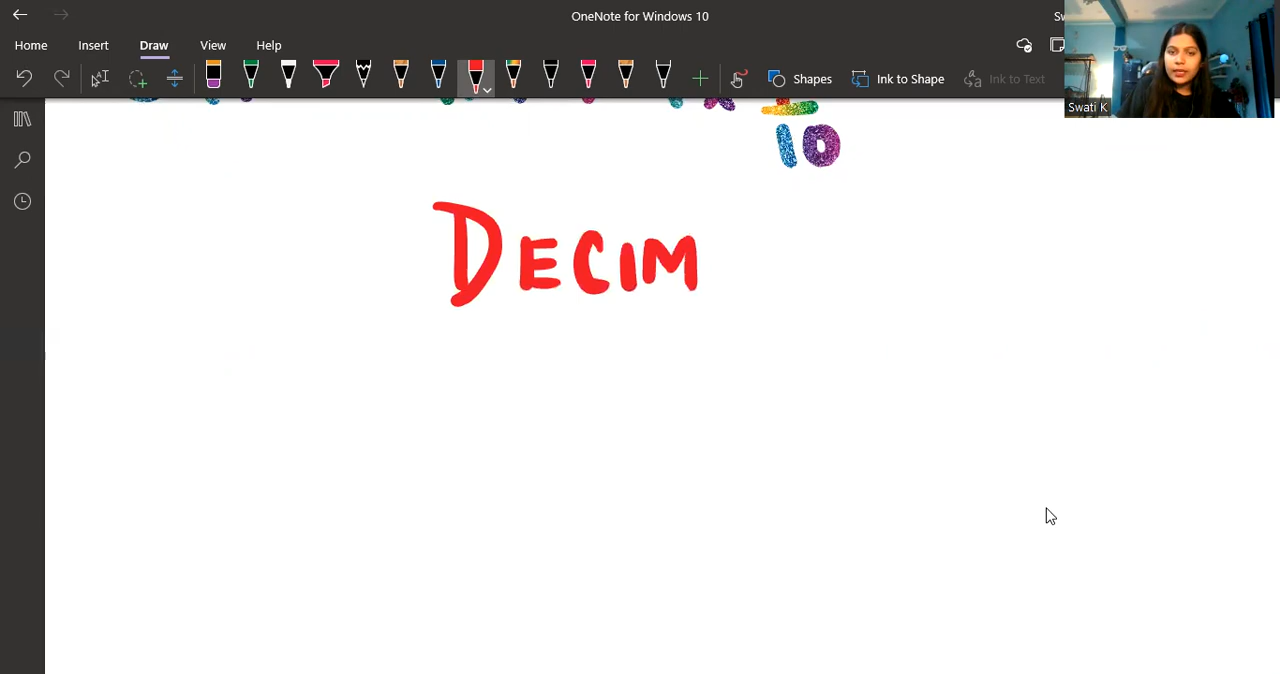 OneNote for Windows 10
Home Insert Draw View Help
Shapes Ink to Shape Ink to Text
Swati K
10
DECIM